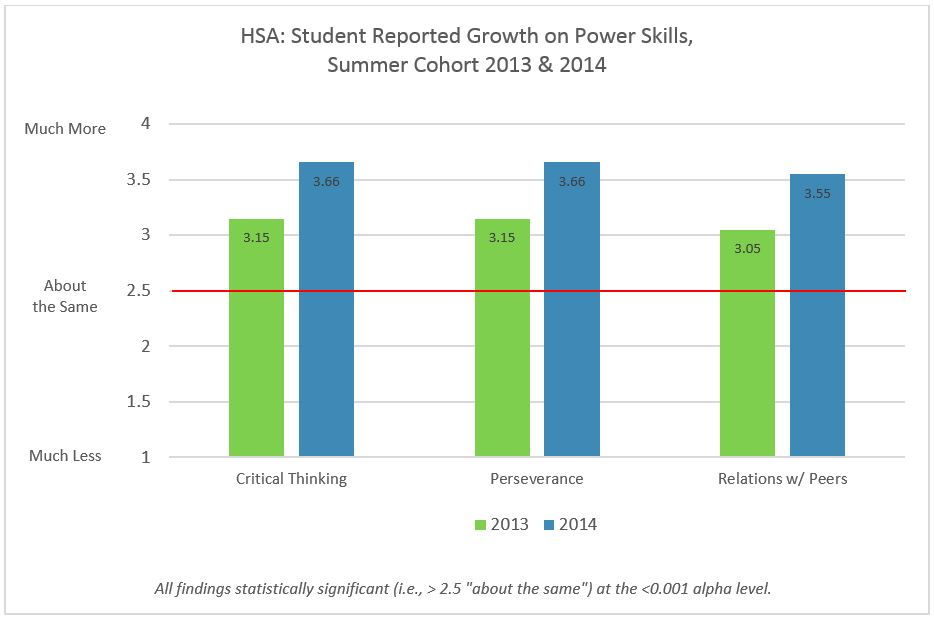 HSA: Student Reported Growth on Power Skills,
Summer Cohort 2013 & 2014
Much More
4
3.5
3
About
the Same
2.5
2
1.5
Much Less
1
3.15
3.66
3.15
3.66
3.05
3.55
Critical Thinking
Perseverance
Relations w/ Peers
2013
2014
All findings statistically significant (i.e., > 2.5 "about the same") at the <0.001 alpha level.